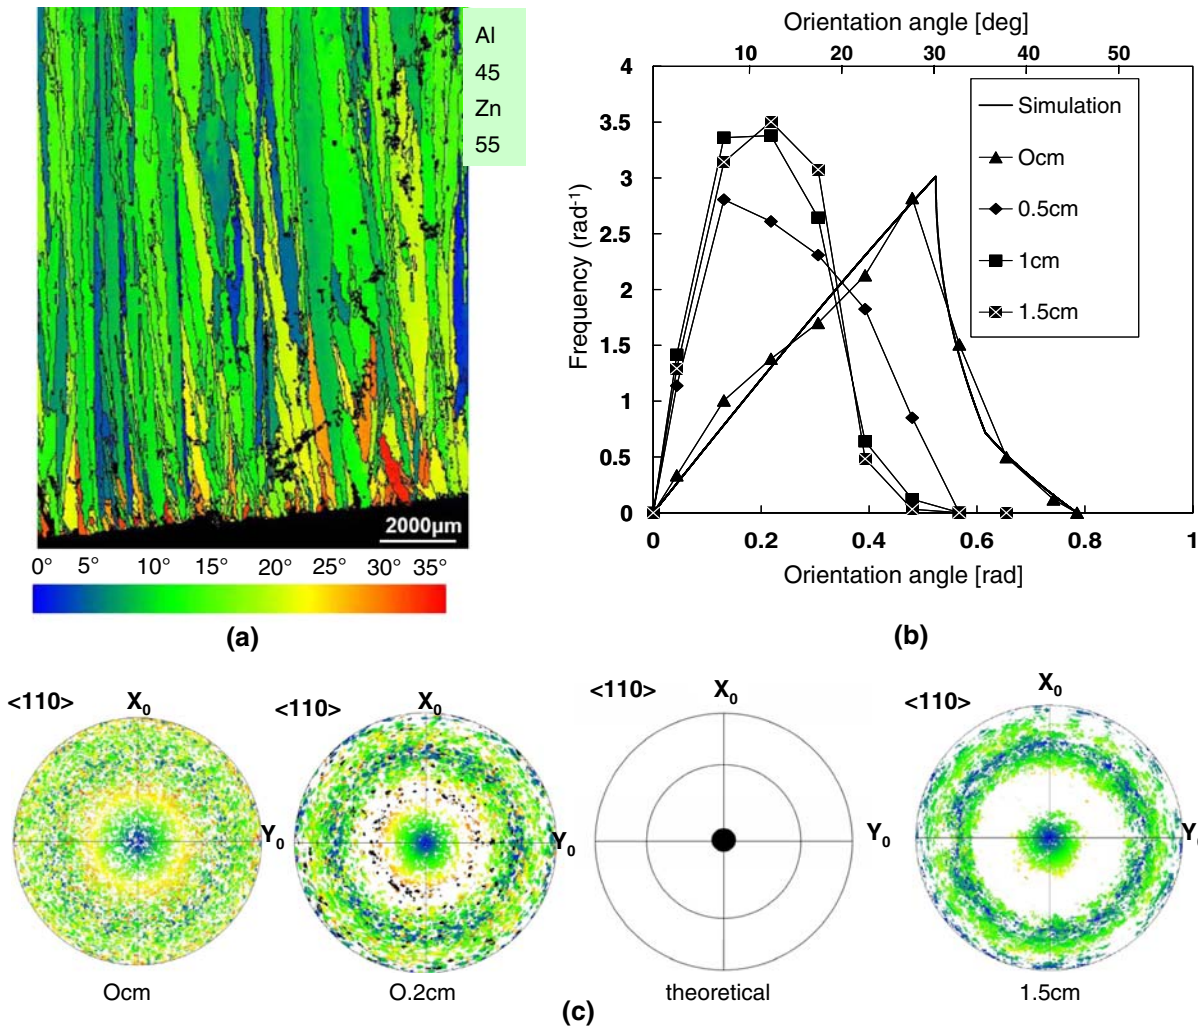 Al
45
Zn
55
2000µm
0° 5° 10° 15° 20° 25° 30° 35°
(a)
Orientation angle [deg]
10 20 30 40 50
4
3.5
3
2.5
2
1.5
1
0.5
0
Frequency (rad-1)
Simulation
Ocm
0.5cm
1cm
1.5cm
0 0.2 0.4 0.6 0.8 1
Orientation angle [rad]
(b)
<110> X0 Y0
Ocm
<110> X0 Y0
O.2cm
<110> X0 Y0
theoretical
<110> X0 Y0
1.5cm
(c)